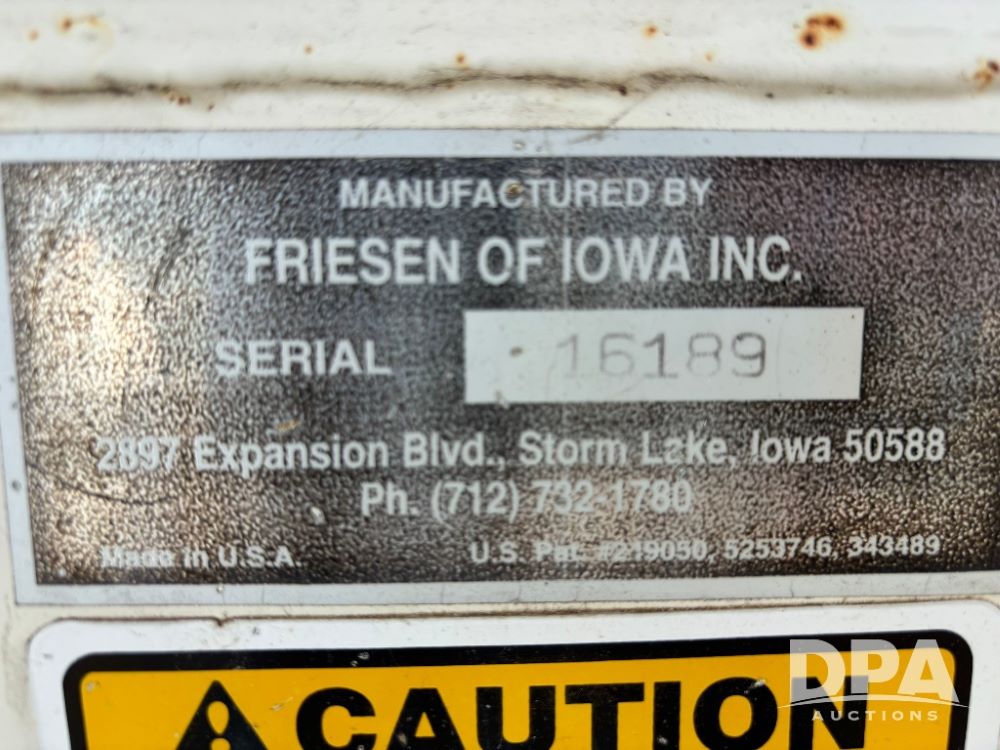 MANUFACTURED BY
FRIESEN OF IOWA INC.
SERIAL 16189
2897 Expansion Blvd., Storm Lake, Iowa 50588
Ph. (712) 732-1780
Made in U.S.A. U.S. Pat. #219050, 5253746, 343489
CAUTION
DPA
AUCTIONS